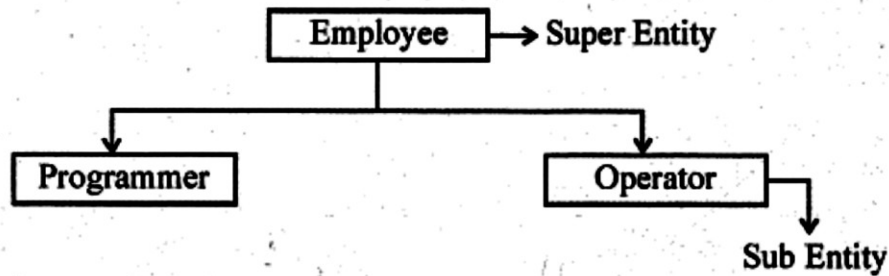 Employee
Super Entity
Programmer
Operator
Sub Entity